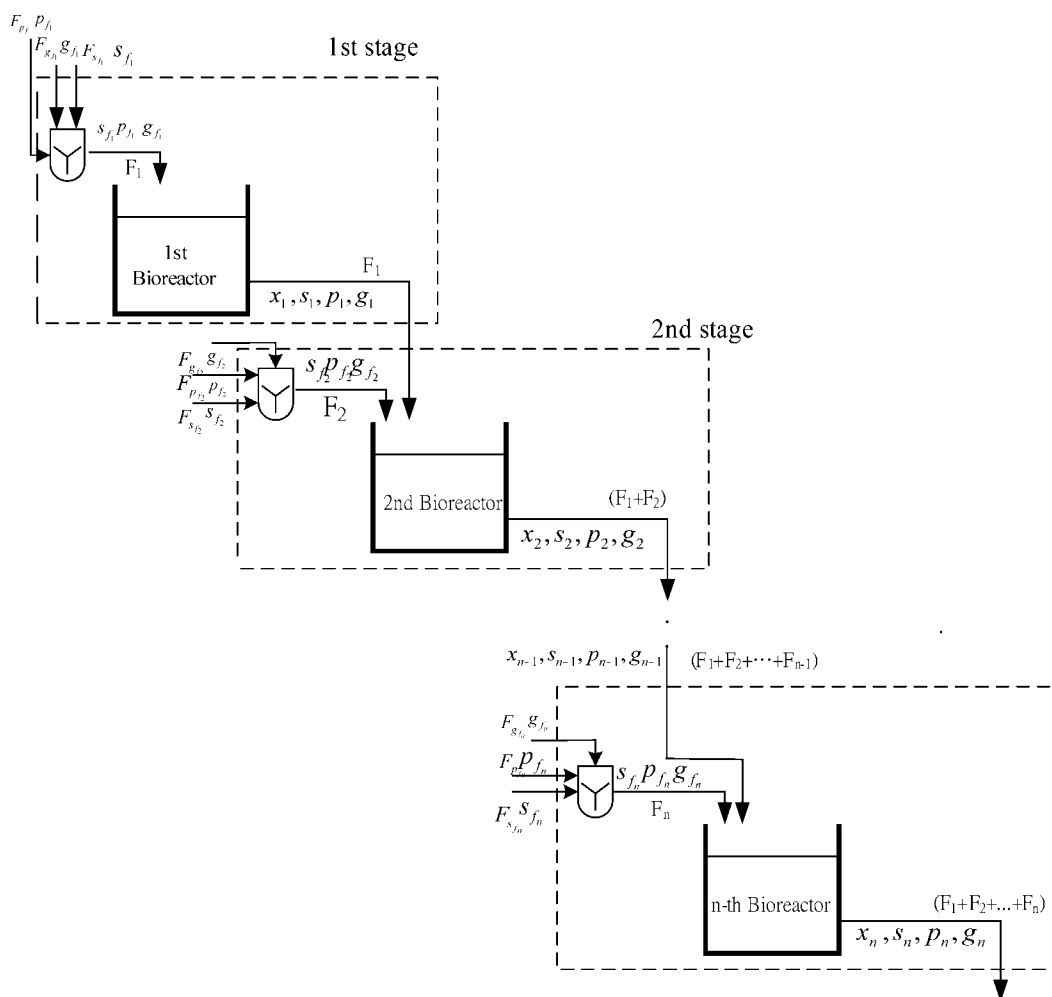 F_{p_{f_1}} p_{f_1}
F_{g_{f_1}} g_{f_1} F_{s_{f_1}} s_{f_1}
1st stage
s_{f_1} p_{f_1} g_{f_1}
F_1
1st
Bioreactor
F_1
x_1, s_1, p_1, g_1
2nd stage
F_{g_{f_2}} g_{f_2}
F_{p_{f_2}} p_{f_2}
F_{s_{f_2}} s_{f_2}
s_{f_2} p_{f_2} g_{f_2}
F_2
2nd Bioreactor
(F_1+F_2)
x_2, s_2, p_2, g_2
x_{n-1}, s_{n-1}, p_{n-1}, g_{n-1}
(F_1+F_2+···+F_{n-1})
F_{g_{f_n}} g_{f_n}
F_{p_{f_n}} p_{f_n}
F_{s_{f_n}} s_{f_n}
s_{f_n} p_{f_n} g_{f_n}
F_n
n-th Bioreactor
(F_1+F_2+...+F_n)
x_n, s_n, p_n, g_n